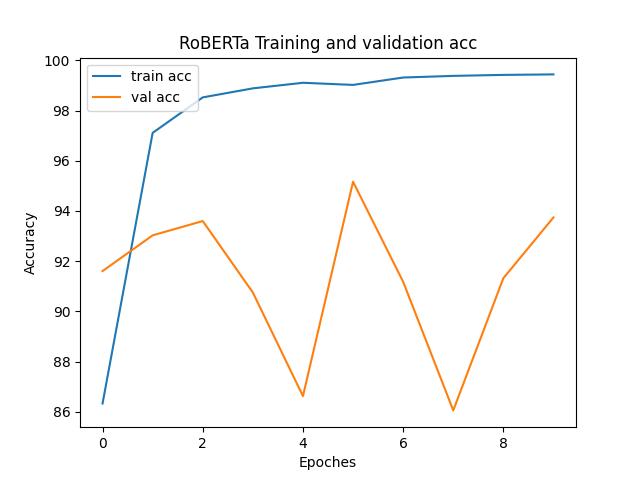 RoBERTa Training and validation acc
train acc
val acc
100
98
96
94
92
90
88
86
Accuracy
0 2 4 6 8
Epoches